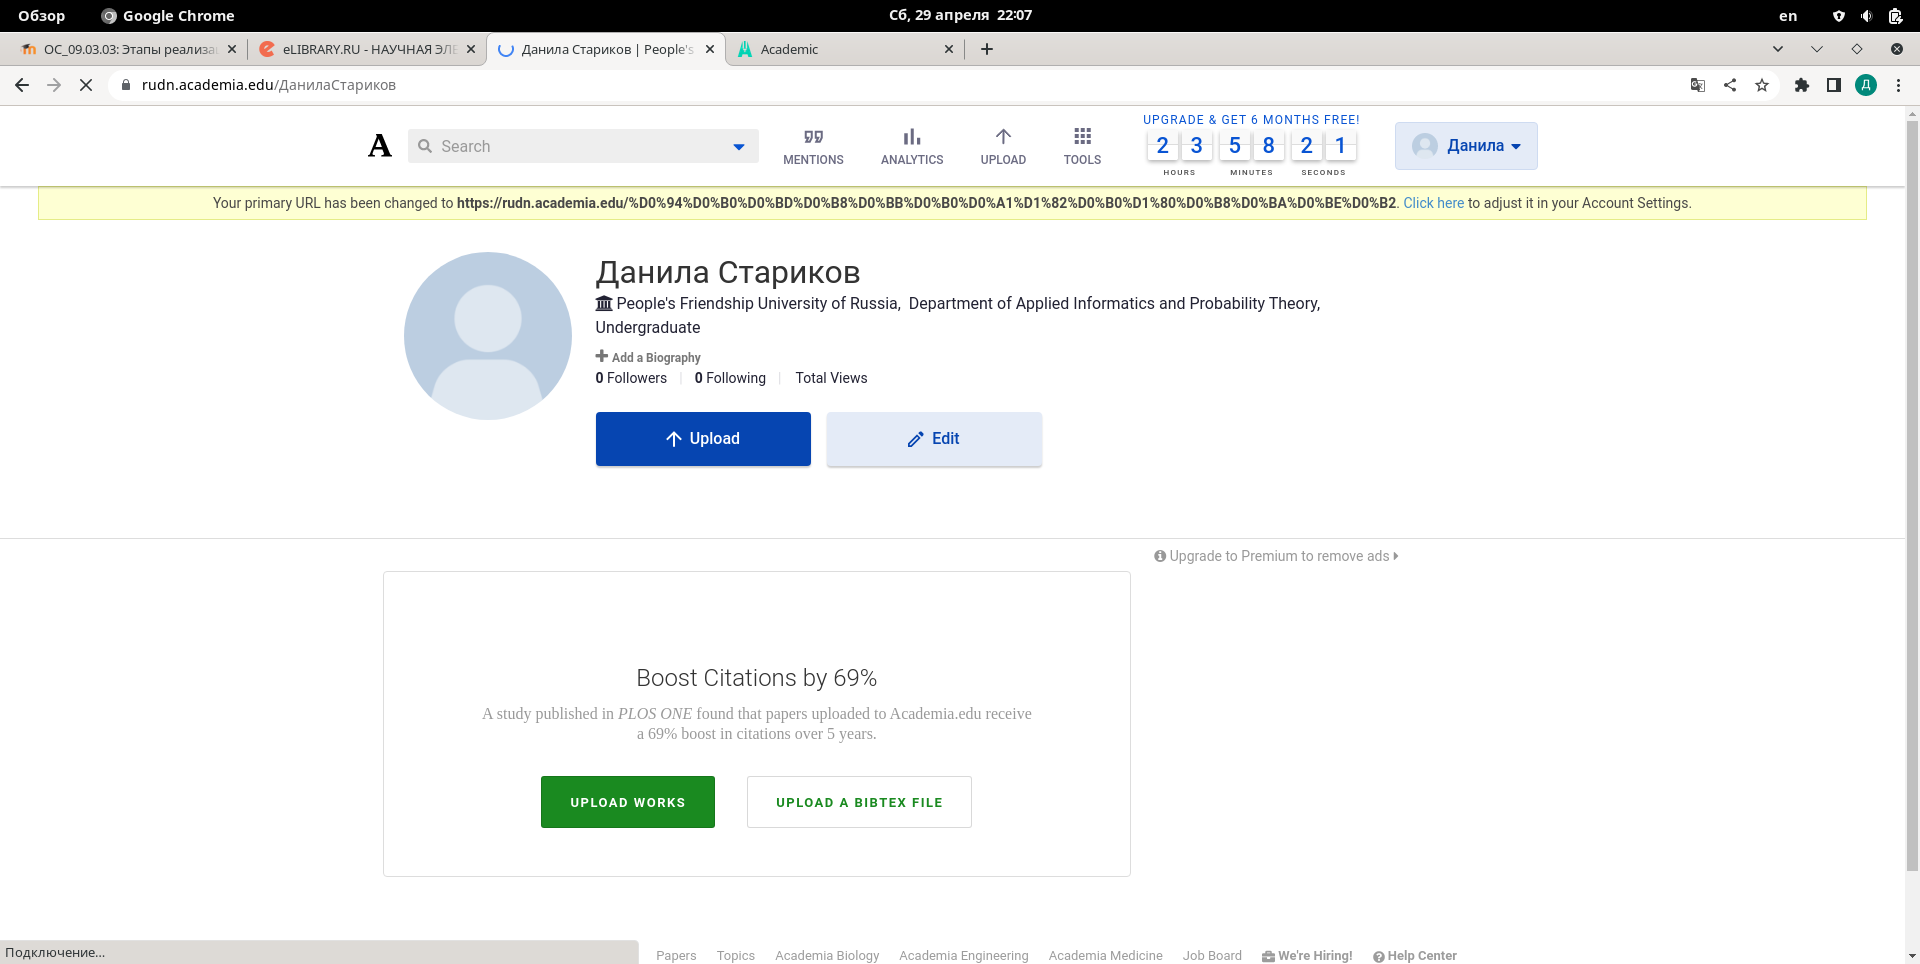 Обзор
Google Chrome
Сб, 29 апреля 22:07
en
ОС_09.03.03: Этапы реализа
eLIBRARY.RU - НАУЧНАЯ ЭЛЕ
Данила Стариков | People's
Academic
rudn.academia.edu/ДанилаСтариков
Д
A
Search
MENTIONS
ANALYTICS
UPLOAD
TOOLS
UPGRADE & GET 6 MONTHS FREE!
2 3 5 8 2 1
HOURS MINUTES SECONDS
Данила
Your primary URL has been changed to https://rudn.academia.edu/%D0%94%D0%B0%D0%BD%D0%B8%D0%BB%D0%B0%D0%A1%D1%82%D0%B0%D1%80%D0%B8%D0%BA%D0%BE%D0%B2. Click here to adjust it in your Account Settings.
Данила Стариков
People's Friendship University of Russia, Department of Applied Informatics and Probability Theory,
Undergraduate
Add a Biography
0 Followers | 0 Following | Total Views
Upload
Edit
Upgrade to Premium to remove ads
Boost Citations by 69%
A study published in PLOS ONE found that papers uploaded to Academia.edu receive
a 69% boost in citations over 5 years.
UPLOAD WORKS
UPLOAD A BIBTEX FILE
Подключение...
Papers Topics Academia Biology Academia Engineering Academia Medicine Job Board We're Hiring! Help Center